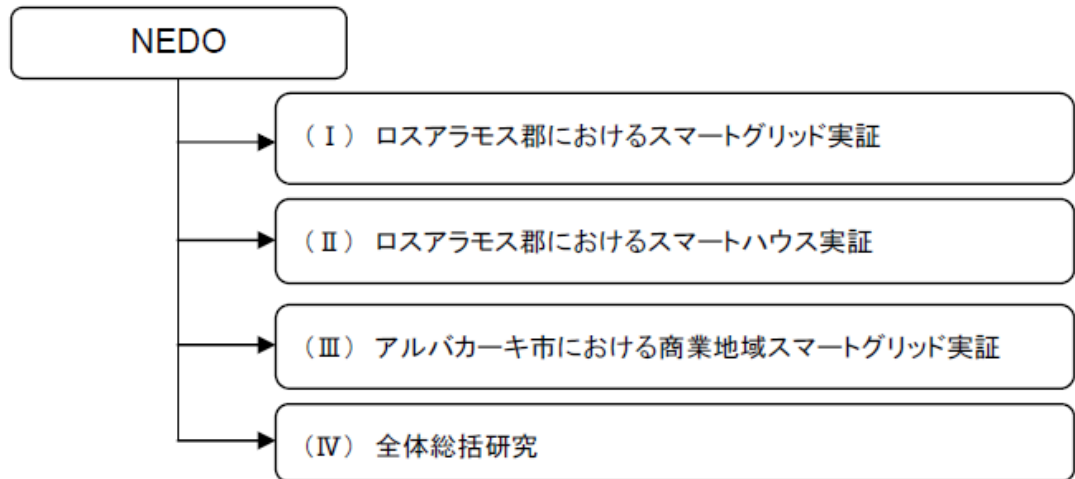 NEDO
（Ⅰ） ロスアラモス郡におけるスマートグリッド実証
（Ⅱ） ロスアラモス郡におけるスマートハウス実証
（Ⅲ） アルバカーキ市における商業地域スマートグリッド実証
（Ⅳ） 全体総括研究